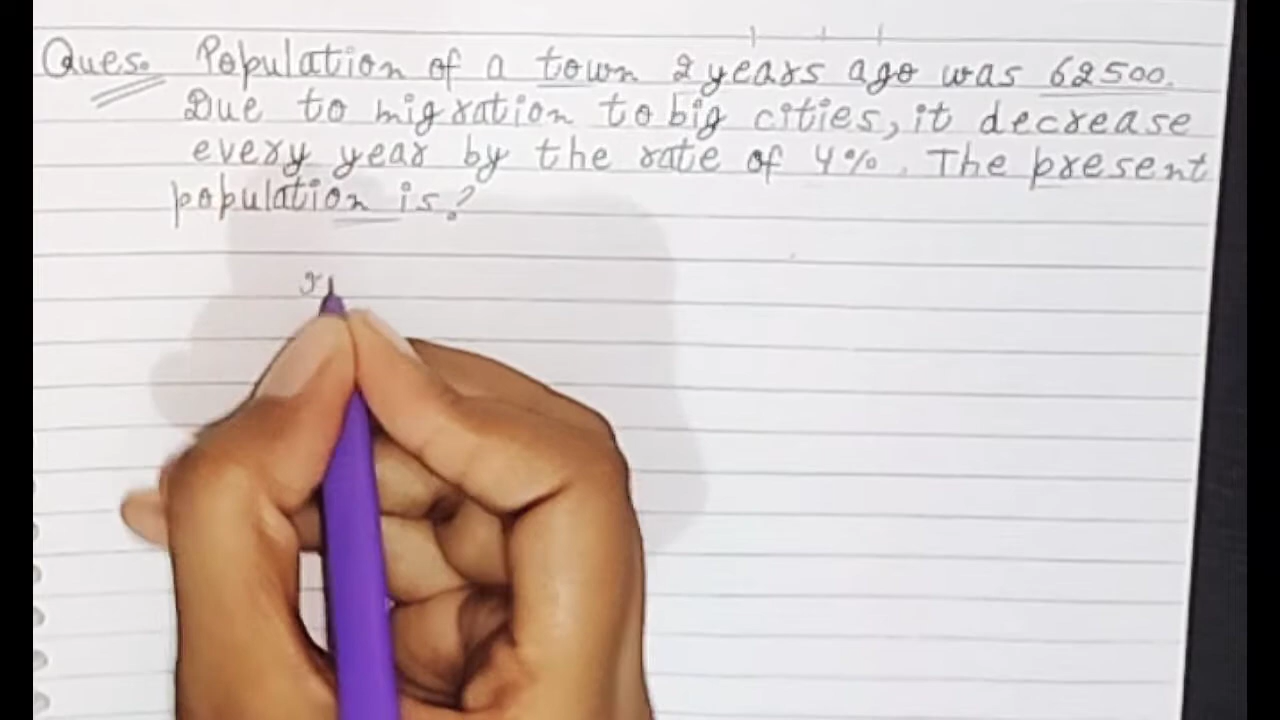 Ques. Population of a town 2 years ago was 62500.
Due to migration to big cities, it decrease
every year by the rate of 4%. The present
population is?